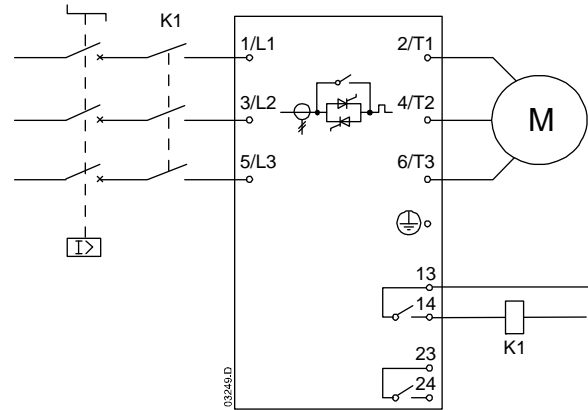 K1
1/L1
2/T1
3/L2
4/T2
M
5/L3
6/T3
I>
13
14
K1
23
24
03249.D